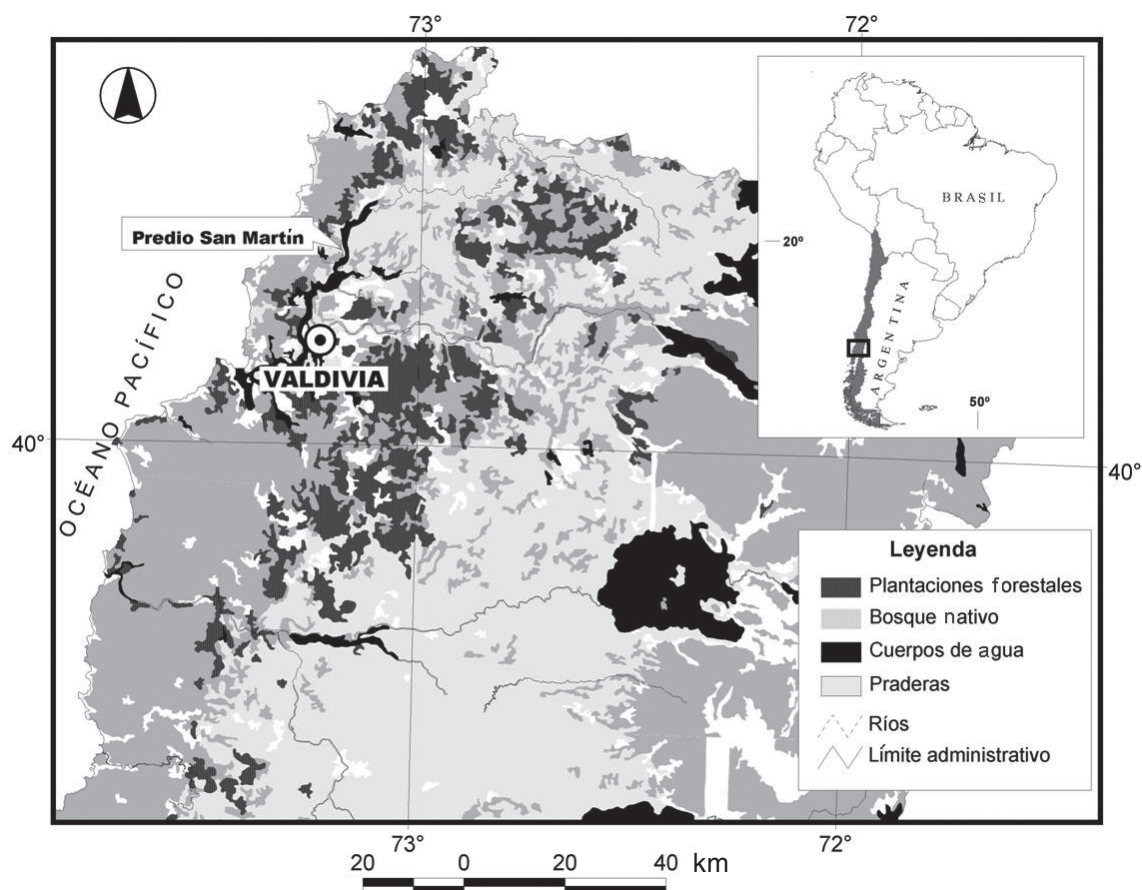 73°
72°
BRASIL
20°
ARGENTINA
50°
Predio San Martín
OCÉANO PACÍFICO
VALDIVIA
40°
40°
Leyenda
Plantaciones forestales
Bosque nativo
Cuerpos de agua
Praderas
Ríos
Límite administrativo
73°
72°
20 0 20 40 km